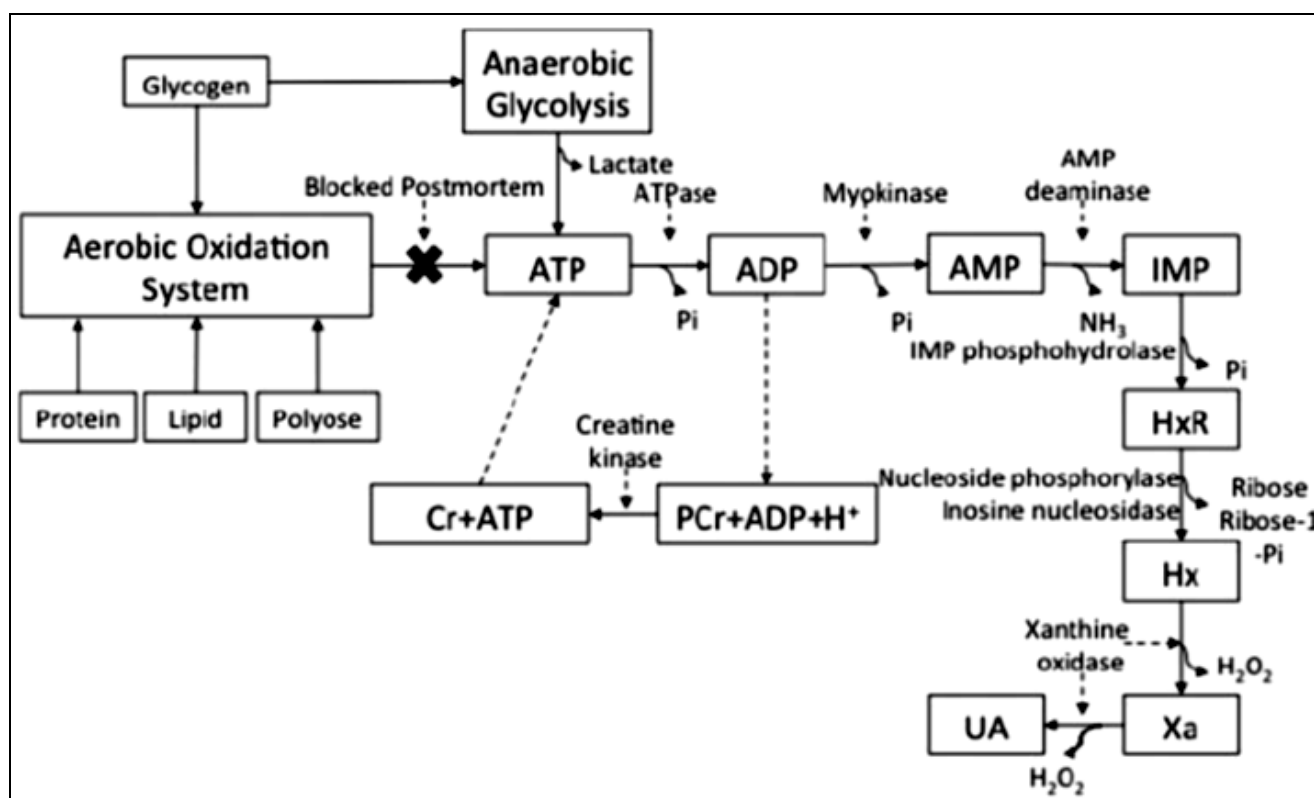 Anaerobic
Glycolysis
Glycogen
Lactate
Blocked Postmortem
ATPase
Myokinase
AMP
deaminase
Aerobic Oxidation
System
ATP
ADP
AMP
IMP
Pi
Pi
NH₃
IMP phosphohydrolase
Pi
Protein
Lipid
Polyose
HxR
Creatine
kinase
Nucleoside phosphorylase
Inosine nucleosidase
Ribose
Ribose-1
-Pi
Cr+ATP
PCr+ADP+H⁺
Hx
Xanthine
oxidase
H₂O₂
UA
Xa
H₂O₂